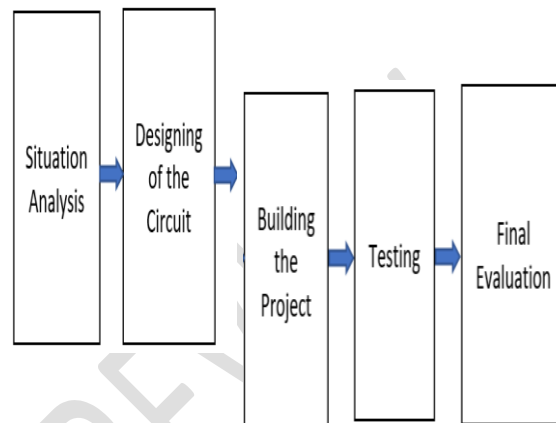 Situation
Analysis
Designing
of the
Circuit
Building
the
Project
Testing
Final
Evaluation